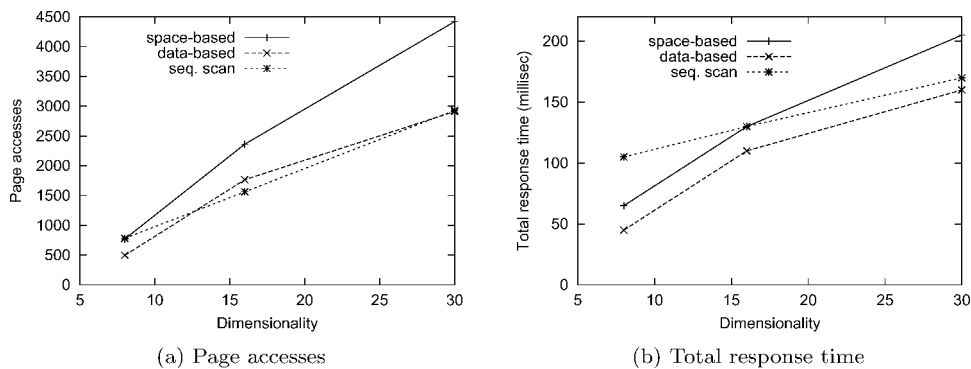 4500
4000
3500
3000
2500
2000
1500
1000
500
0
Page accesses
space-based
data-based
seq. scan
5 10 15 20 25 30
Dimensionality
(a) Page accesses
200
150
100
50
0
Total response time (millisec)
space-based
data-based
seq. scan
5 10 15 20 25 30
Dimensionality
(b) Total response time